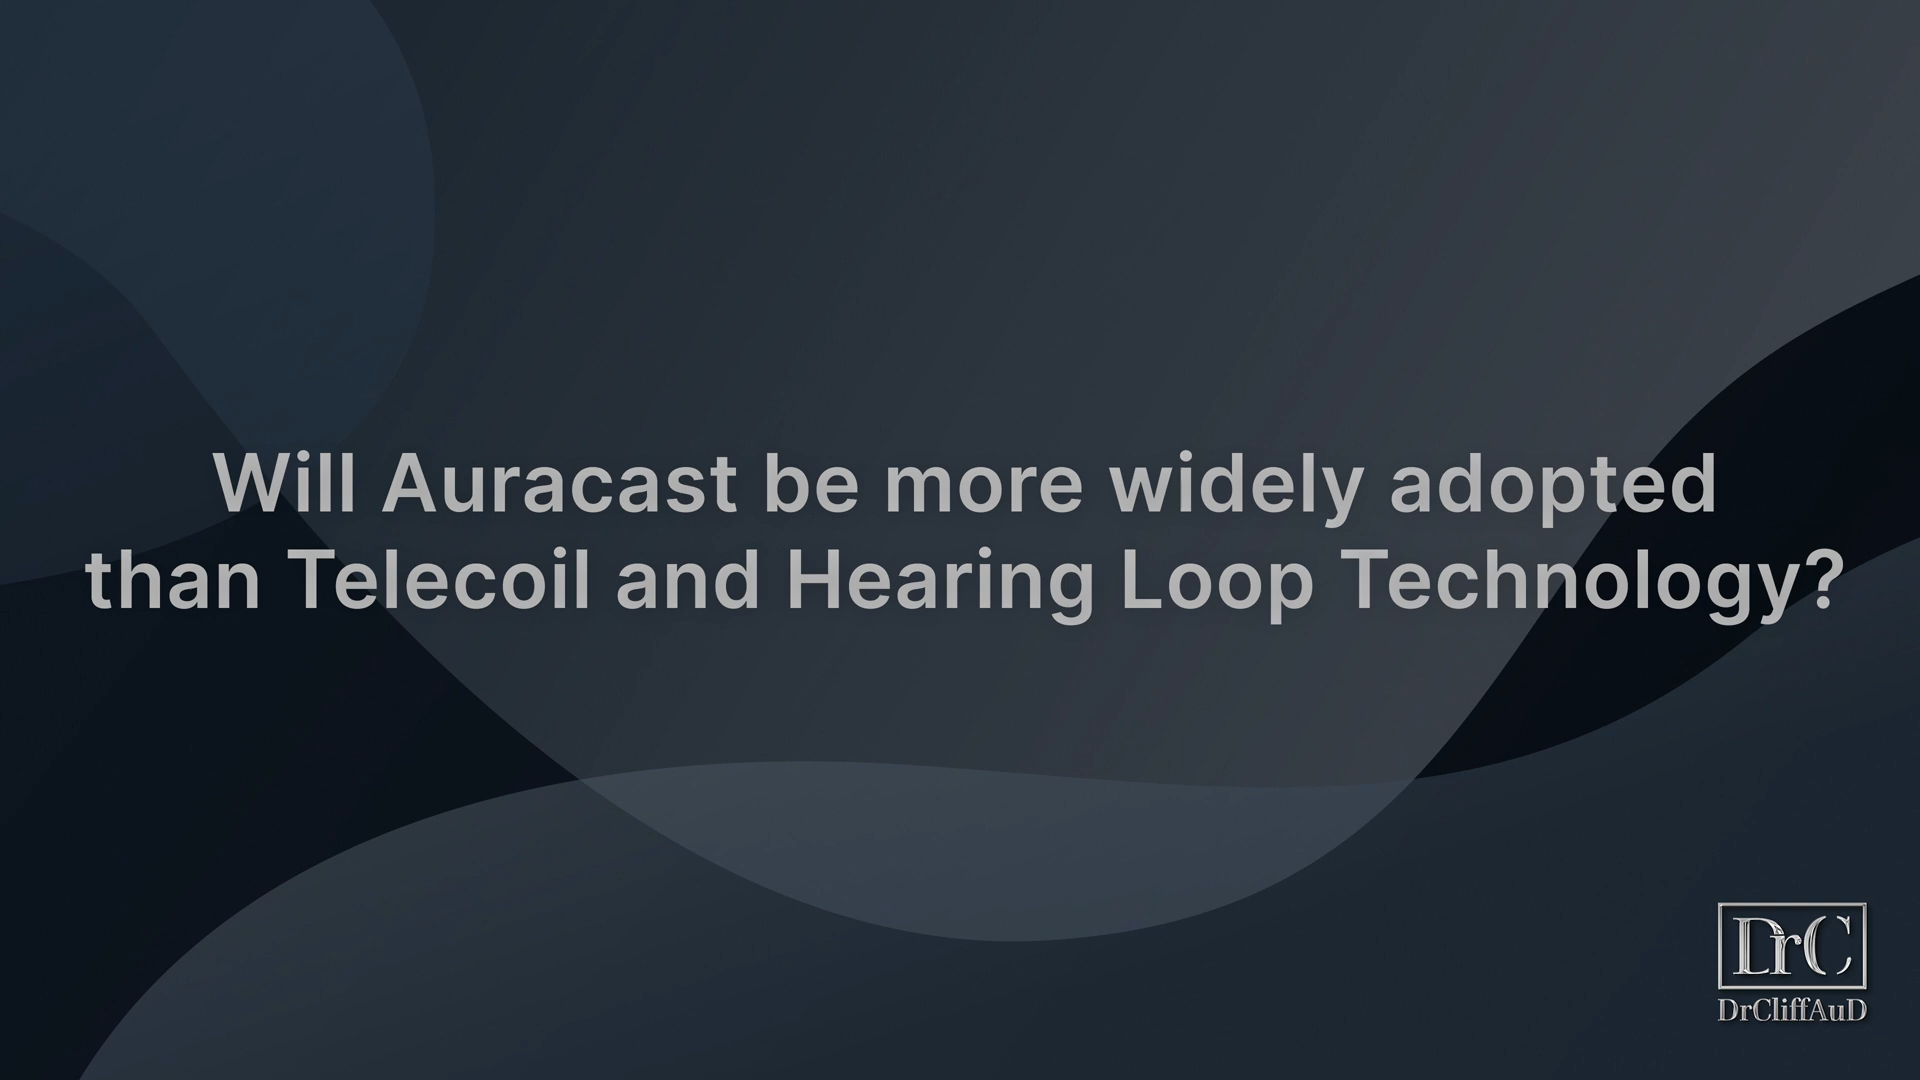 Will Auracast be more widely adopted
than Telecoil and Hearing Loop Technology?
DrC
DrCliffAuD